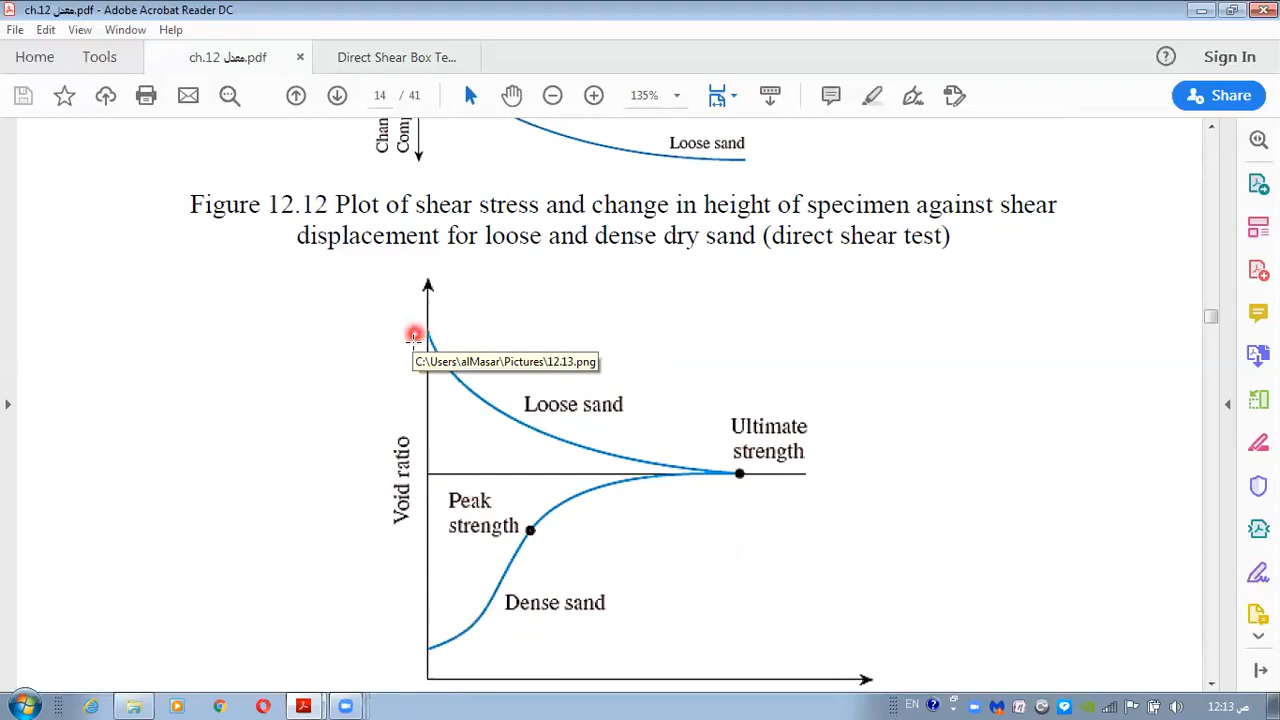 ch.12 معدل.pdf - Adobe Acrobat Reader DC
File Edit View Window Help
Home Tools ch.12 معدل.pdf × Direct Shear Box Te... ? Sign In
14 / 41 135% Share
Chan
Comp
Loose sand
Figure 12.12 Plot of shear stress and change in height of specimen against shear
displacement for loose and dense dry sand (direct shear test)
C:\Users\alMasar\Pictures\12.13.png
Loose sand
Ultimate
strength
Void ratio
Peak
strength
Dense sand
EN 12:13 ص